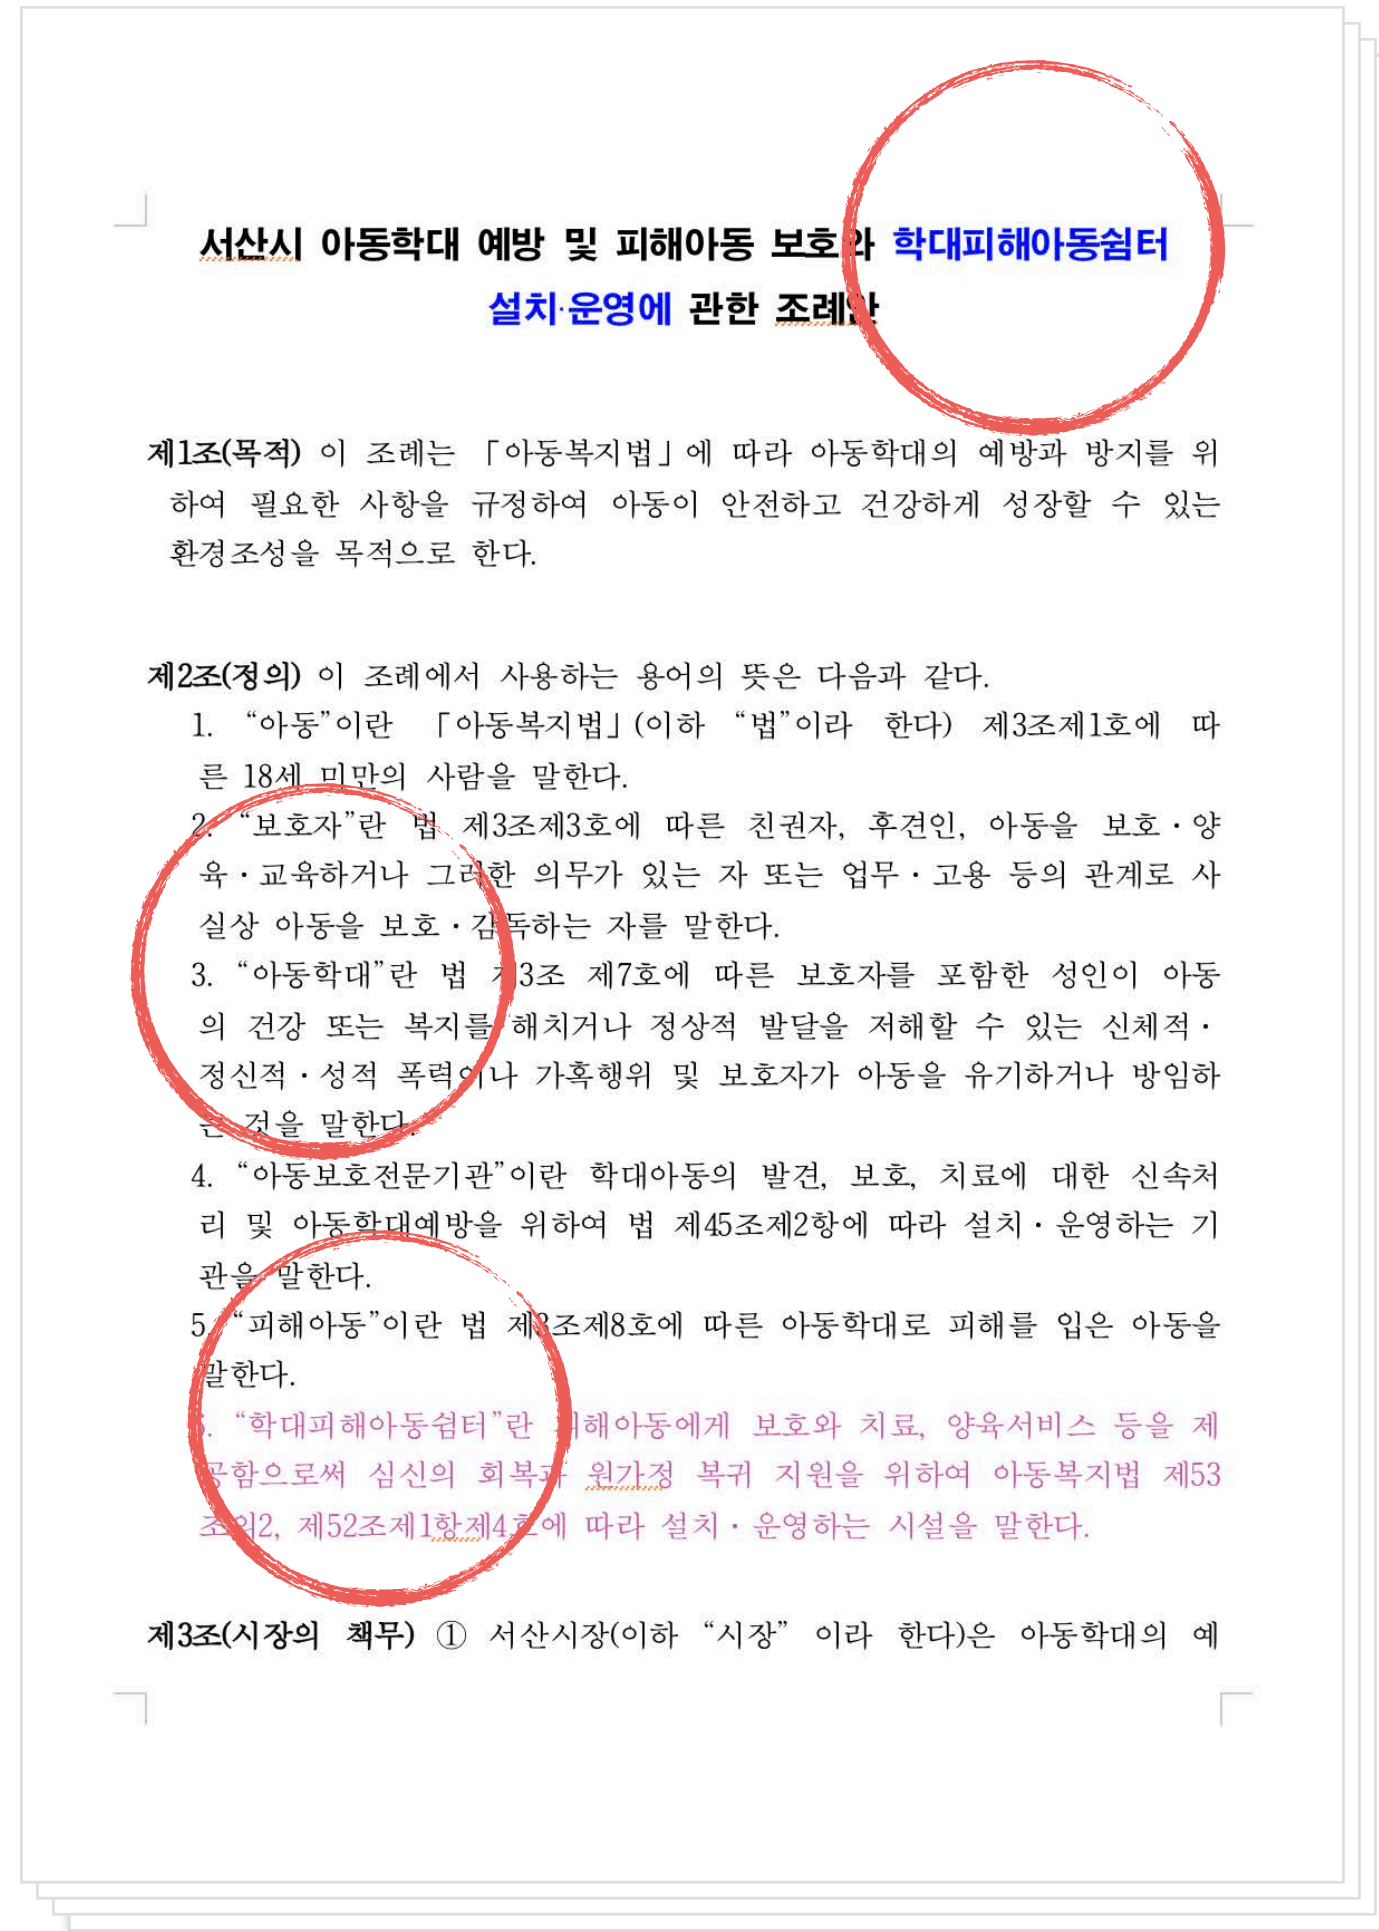 서산시 아동학대 예방 및 피해아동 보호와 학대피해아동쉼터
설치·운영에 관한 조례안
제1조(목적) 이 조례는 「아동복지법」에 따라 아동학대의 예방과 방지를 위
하여 필요한 사항을 규정하여 아동이 안전하고 건강하게 성장할 수 있는
환경조성을 목적으로 한다.
제2조(정의) 이 조례에서 사용하는 용어의 뜻은 다음과 같다.
1. “아동”이란 「아동복지법」(이하 “법”이라 한다) 제3조제1호에 따
른 18세 미만의 사람을 말한다.
2. “보호자”란 법 제3조제3호에 따른 친권자, 후견인, 아동을 보호·양
육·교육하거나 그러한 의무가 있는 자 또는 업무·고용 등의 관계로 사
실상 아동을 보호·감독하는 자를 말한다.
3. “아동학대”란 법 제3조 제7호에 따른 보호자를 포함한 성인이 아동
의 건강 또는 복지를 해치거나 정상적 발달을 저해할 수 있는 신체적·
정신적·성적 폭력이나 가혹행위 및 보호자가 아동을 유기하거나 방임하
는 것을 말한다.
4. “아동보호전문기관”이란 학대아동의 발견, 보호, 치료에 대한 신속처
리 및 아동학대예방을 위하여 법 제45조제2항에 따라 설치·운영하는 기
관을 말한다.
5. “피해아동”이란 법 제3조제8호에 따른 아동학대로 피해를 입은 아동을
말한다.
6. “학대피해아동쉼터”란 피해아동에게 보호와 치료, 양육서비스 등을 제
공함으로써 심신의 회복과 원가정 복귀 지원을 위하여 아동복지법 제53
조의2, 제52조제1항제4호에 따라 설치·운영하는 시설을 말한다.
제3조(시장의 책무) ① 서산시장(이하 “시장” 이라 한다)은 아동학대의 예